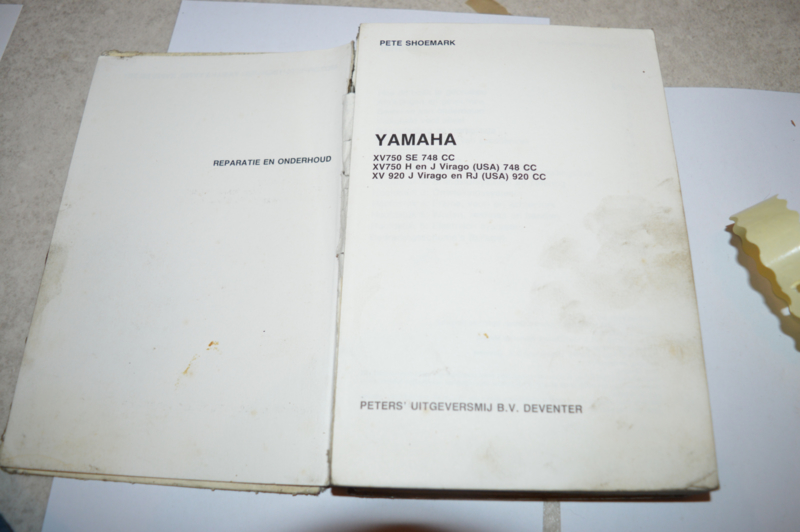 REPARATIE EN ONDERHOUD
PETE SHOEMARK
YAMAHA
XV750 SE 748 CC
XV750 H en J Virago (USA) 748 CC
XV 920 J Virago en RJ (USA) 920 CC
PETERS' UITGEVERSMIJ B.V. DEVENTER